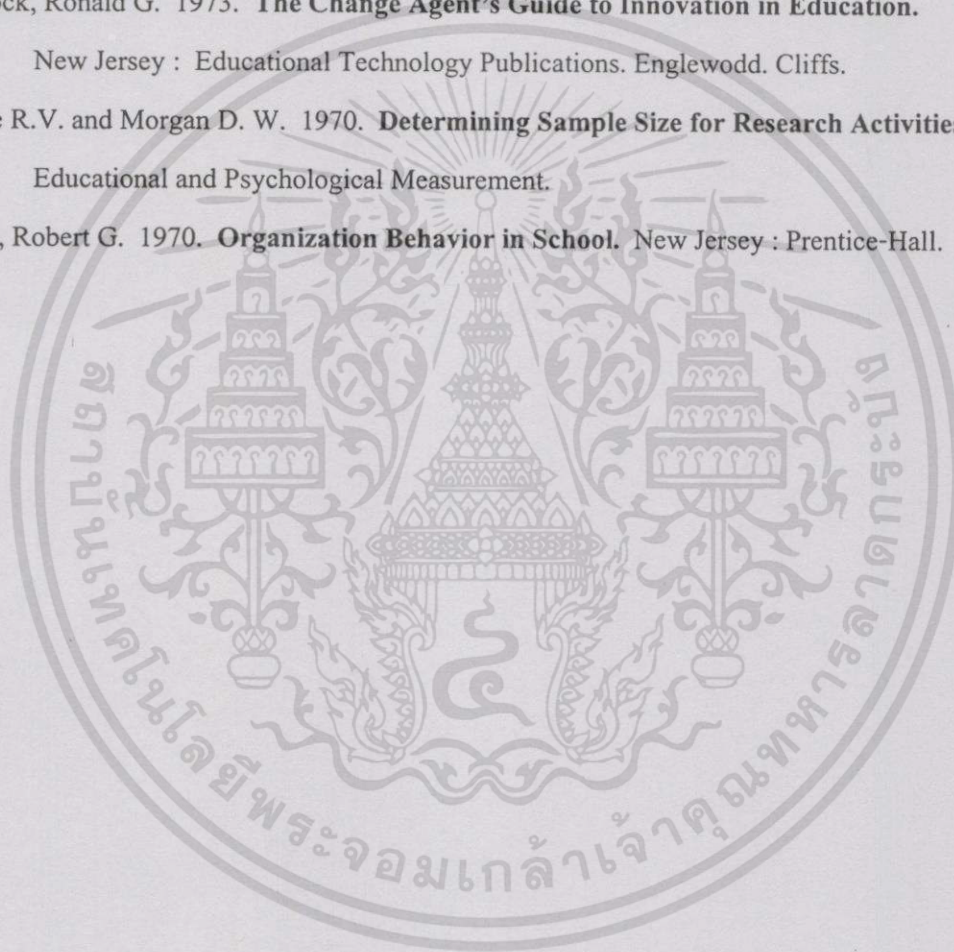 ck, Ronald G. 1973. The Change Agent's Guide to Innovation in Education.
New Jersey : Educational Technology Publications. Englewodd. Cliffs.
R.V. and Morgan D. W. 1970. Determining Sample Size for Research Activitie
Educational and Psychological Measurement.
, Robert G. 1970. Organization Behavior in School. New Jersey : Prentice-Hall.
สถาบันเทคโนโลยีพระจอมเกล้าเจ้าคุณทหารลาดกระบัง